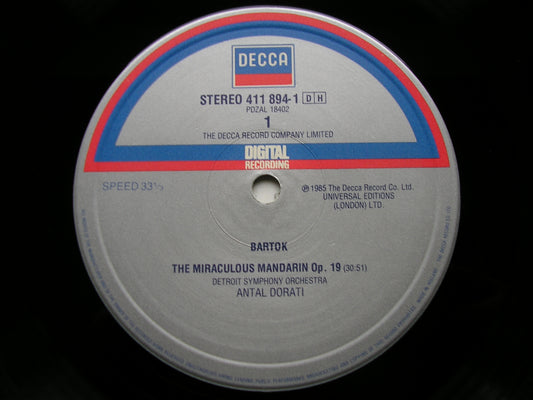 DECCA
STEREO 411 894-1 DH
PDZAL 18402
1
THE DECCA RECORD COMPANY LIMITED
DIGITAL
RECORDING
SPEED 33⅓
℗ 1985 The Decca Record Co. Ltd.
UNIVERSAL EDITIONS
(LONDON) LTD.
BARTOK
THE MIRACULOUS MANDARIN Op. 19 (30:51)
DETROIT SYMPHONY ORCHESTRA
ANTAL DORATI